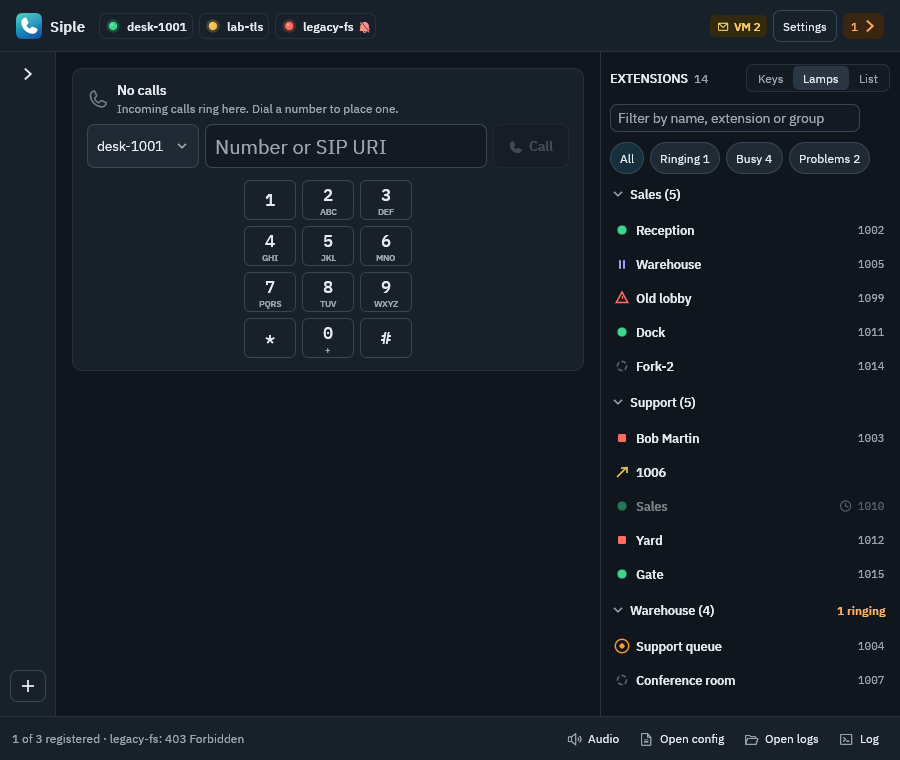 Siple desk-1001 lab-tls legacy-fs VM 2 Settings 1
No calls
Incoming calls ring here. Dial a number to place one.
desk-1001 Number or SIP URI Call
1 2 ABC 3 DEF
4 GHI 5 JKL 6 MNO
7 PQRS 8 TUV 9 WXYZ
* 0 + #
EXTENSIONS 14 Keys Lamps List
Filter by name, extension or group
All Ringing 1 Busy 4 Problems 2
Sales (5)
Reception 1002
Warehouse 1005
Old lobby 1099
Dock 1011
Fork-2 1014
Support (5)
Bob Martin 1003
1006
Sales 1010
Yard 1012
Gate 1015
Warehouse (4) 1 ringing
Support queue 1004
Conference room 1007
1 of 3 registered · legacy-fs: 403 Forbidden Audio Open config Open logs Log